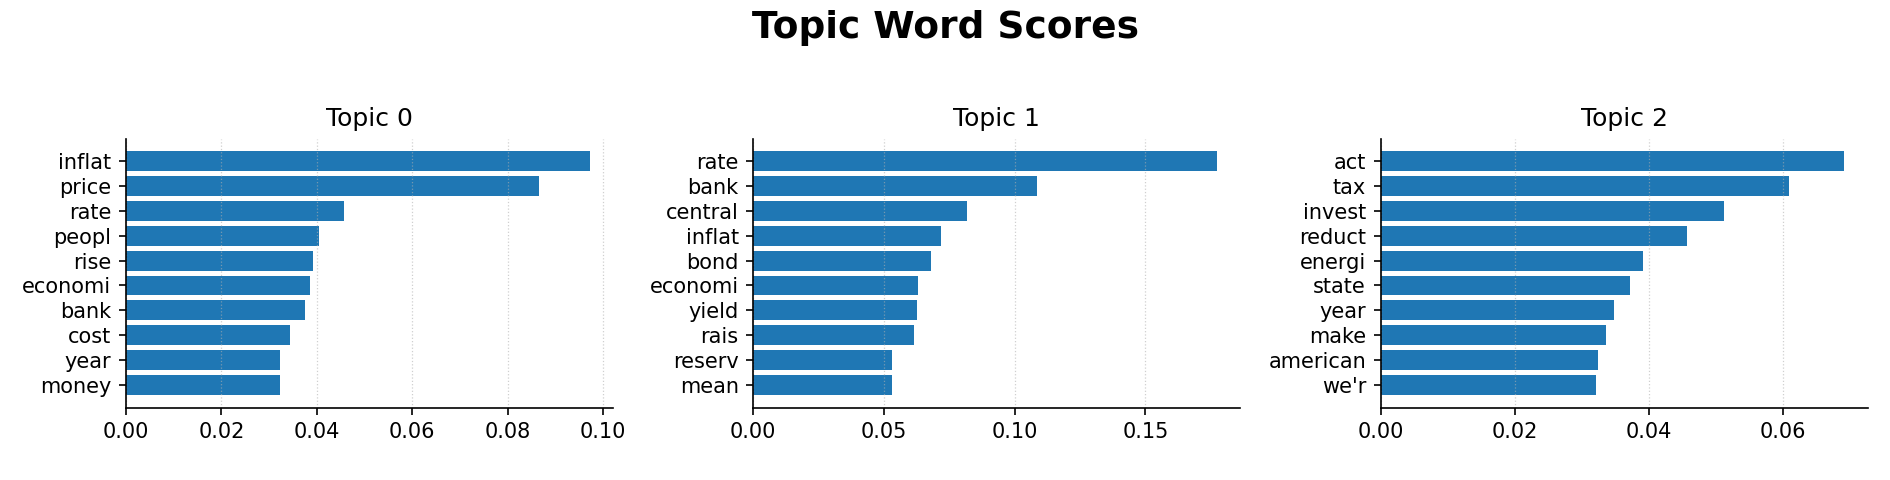 Topic Word Scores
Topic 0
inflat
price
rate
peopl
rise
economi
bank
cost
year
money
0.00 0.02 0.04 0.06 0.08 0.10
Topic 1
rate
bank
central
inflat
bond
economi
yield
rais
reserv
mean
0.00 0.05 0.10 0.15
Topic 2
act
tax
invest
reduct
energi
state
year
make
american
we'r
0.00 0.02 0.04 0.06